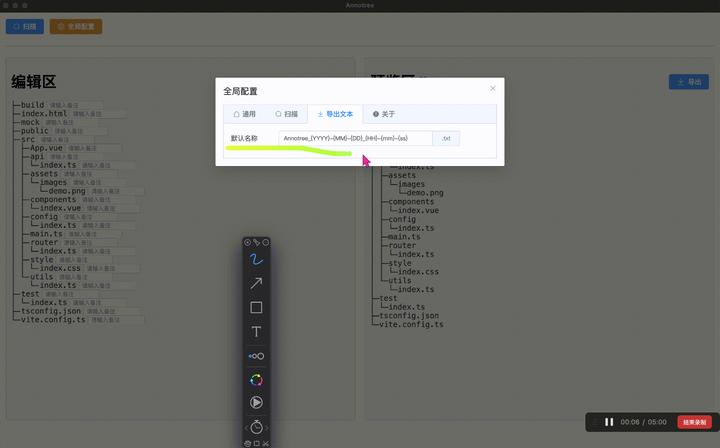 Annotree
扫描
全局配置
编辑区
├─build 请输入备注
├─index.html 请输入备注
├─mock 请输入备注
├─public 请输入备注
├─src 请输入备注
├─App.vue 请输入备注
├─api 请输入备注
└─index.ts 请输入备注
├─assets 请输入备注
├─images 请输入备注
└─demo.png 请输入备注
├─components 请输入备注
└─index.vue 请输入备注
├─config 请输入备注
└─index.ts 请输入备注
├─main.ts 请输入备注
├─router 请输入备注
└─index.ts 请输入备注
├─style 请输入备注
└─index.css 请输入备注
└─utils 请输入备注
└─index.ts 请输入备注
├─test 请输入备注
└─index.ts 请输入备注
├─tsconfig.json 请输入备注
└─vite.config.ts 请输入备注
全局配置
通用
扫描
导出文本
关于
默认名称
Annotree_{YYYY}-{MM}-{DD}_{HH}-{mm}-{ss}
.txt
导出
└─index.ts
├─assets
└─images
└─demo.png
├─components
└─index.vue
├─config
└─index.ts
├─main.ts
├─router
└─index.ts
├─style
└─index.css
└─utils
└─index.ts
├─test
└─index.ts
├─tsconfig.json
└─vite.config.ts
T
00:06 / 05:00
结束录制